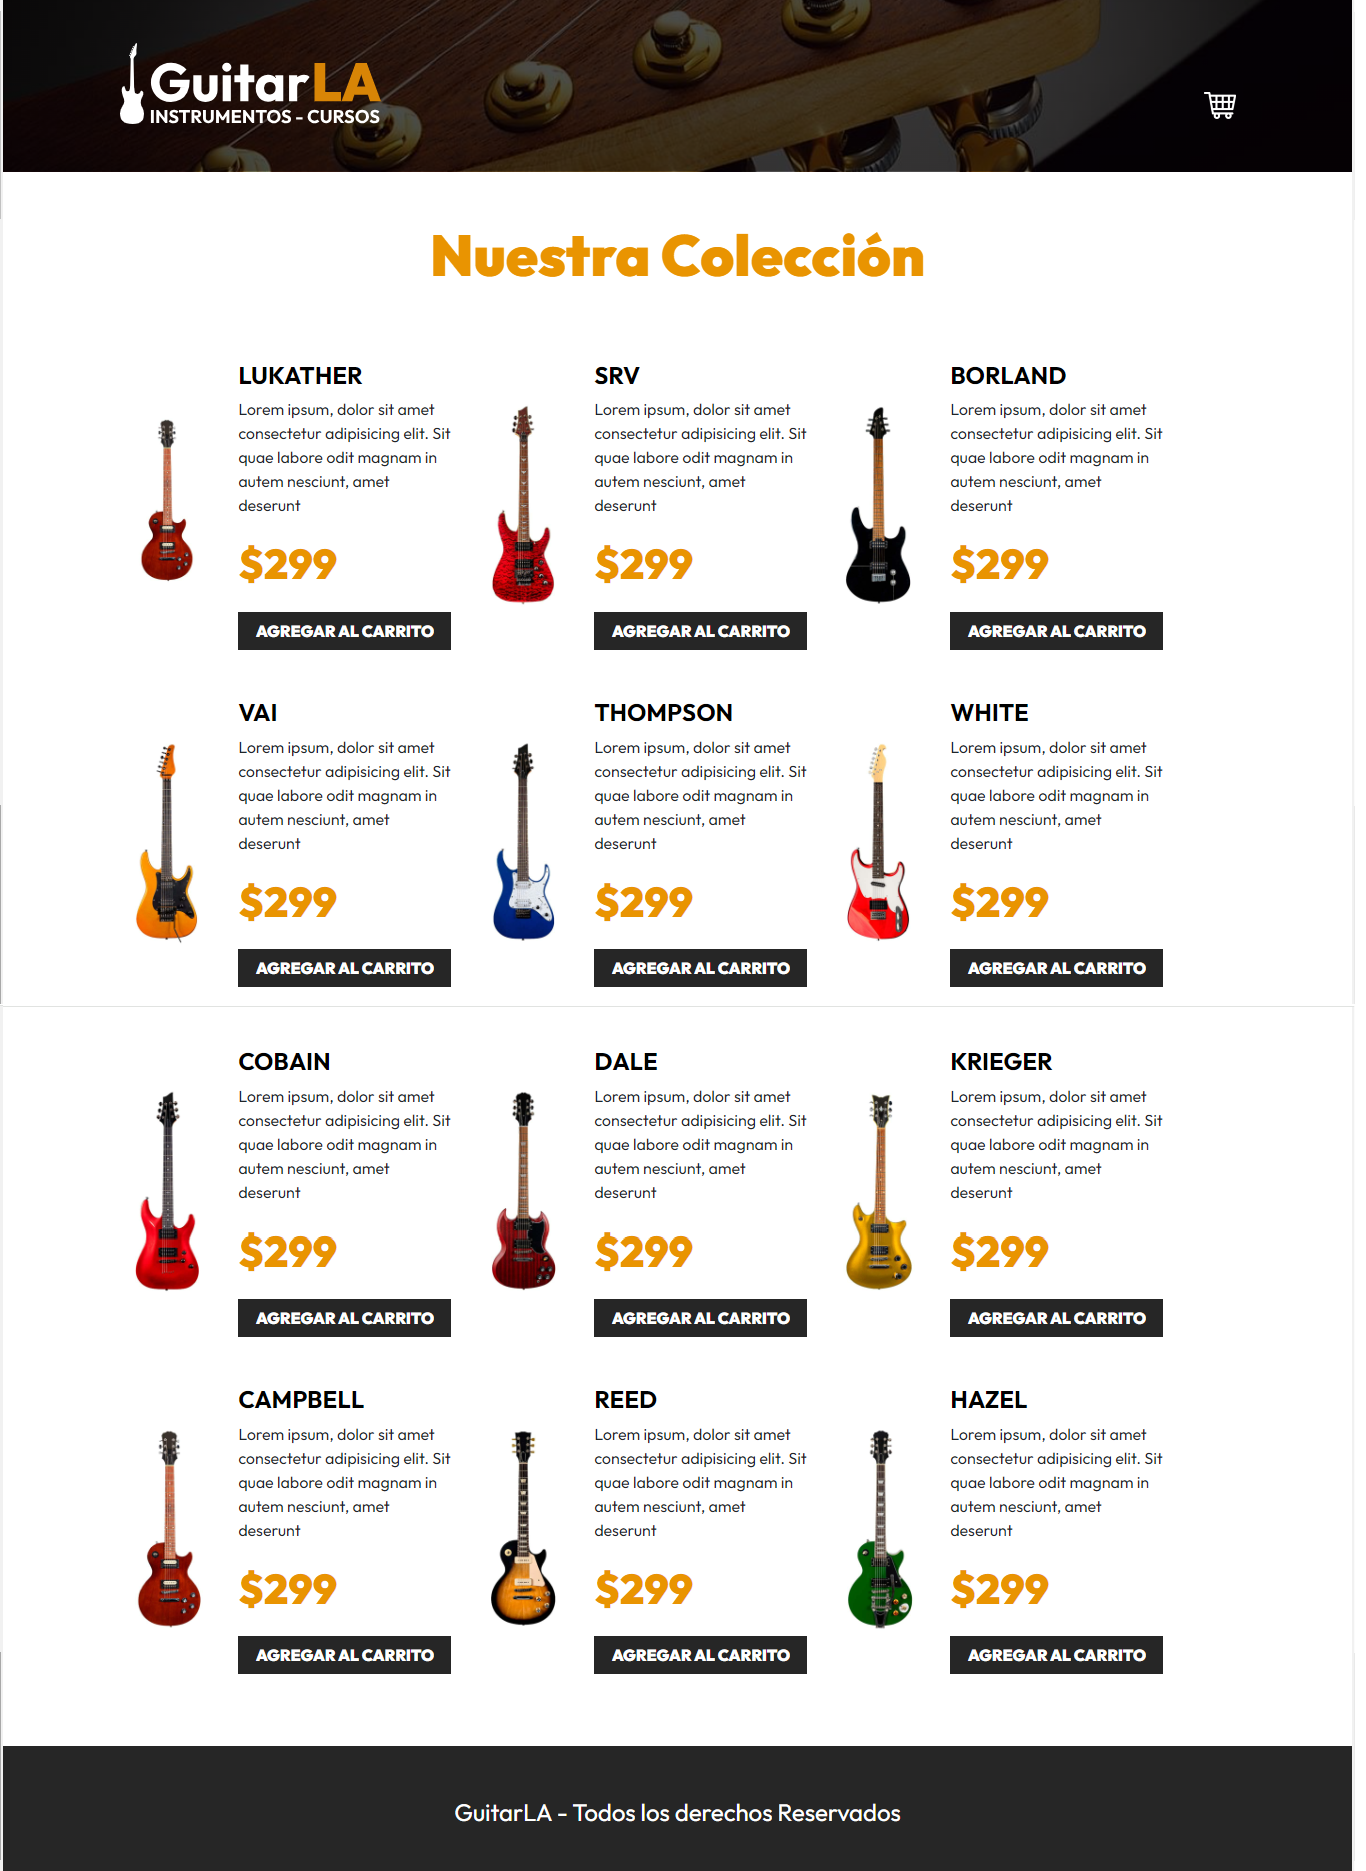 GuitarLA
INSTRUMENTOS - CURSOS
Nuestra Colección
LUKATHER
Lorem ipsum, dolor sit amet
consectetur adipisicing elit. Sit
quae labore odit magnam in
autem nesciunt, amet
deserunt
$299
AGREGAR AL CARRITO
SRV
Lorem ipsum, dolor sit amet
consectetur adipisicing elit. Sit
quae labore odit magnam in
autem nesciunt, amet
deserunt
$299
AGREGAR AL CARRITO
BORLAND
Lorem ipsum, dolor sit amet
consectetur adipisicing elit. Sit
quae labore odit magnam in
autem nesciunt, amet
deserunt
$299
AGREGAR AL CARRITO
VAI
Lorem ipsum, dolor sit amet
consectetur adipisicing elit. Sit
quae labore odit magnam in
autem nesciunt, amet
deserunt
$299
AGREGAR AL CARRITO
THOMPSON
Lorem ipsum, dolor sit amet
consectetur adipisicing elit. Sit
quae labore odit magnam in
autem nesciunt, amet
deserunt
$299
AGREGAR AL CARRITO
WHITE
Lorem ipsum, dolor sit amet
consectetur adipisicing elit. Sit
quae labore odit magnam in
autem nesciunt, amet
deserunt
$299
AGREGAR AL CARRITO
COBAIN
Lorem ipsum, dolor sit amet
consectetur adipisicing elit. Sit
quae labore odit magnam in
autem nesciunt, amet
deserunt
$299
AGREGAR AL CARRITO
DALE
Lorem ipsum, dolor sit amet
consectetur adipisicing elit. Sit
quae labore odit magnam in
autem nesciunt, amet
deserunt
$299
AGREGAR AL CARRITO
KRIEGER
Lorem ipsum, dolor sit amet
consectetur adipisicing elit. Sit
quae labore odit magnam in
autem nesciunt, amet
deserunt
$299
AGREGAR AL CARRITO
CAMPBELL
Lorem ipsum, dolor sit amet
consectetur adipisicing elit. Sit
quae labore odit magnam in
autem nesciunt, amet
deserunt
$299
AGREGAR AL CARRITO
REED
Lorem ipsum, dolor sit amet
consectetur adipisicing elit. Sit
quae labore odit magnam in
autem nesciunt, amet
deserunt
$299
AGREGAR AL CARRITO
HAZEL
Lorem ipsum, dolor sit amet
consectetur adipisicing elit. Sit
quae labore odit magnam in
autem nesciunt, amet
deserunt
$299
AGREGAR AL CARRITO
GuitarLA - Todos los derechos Reservados